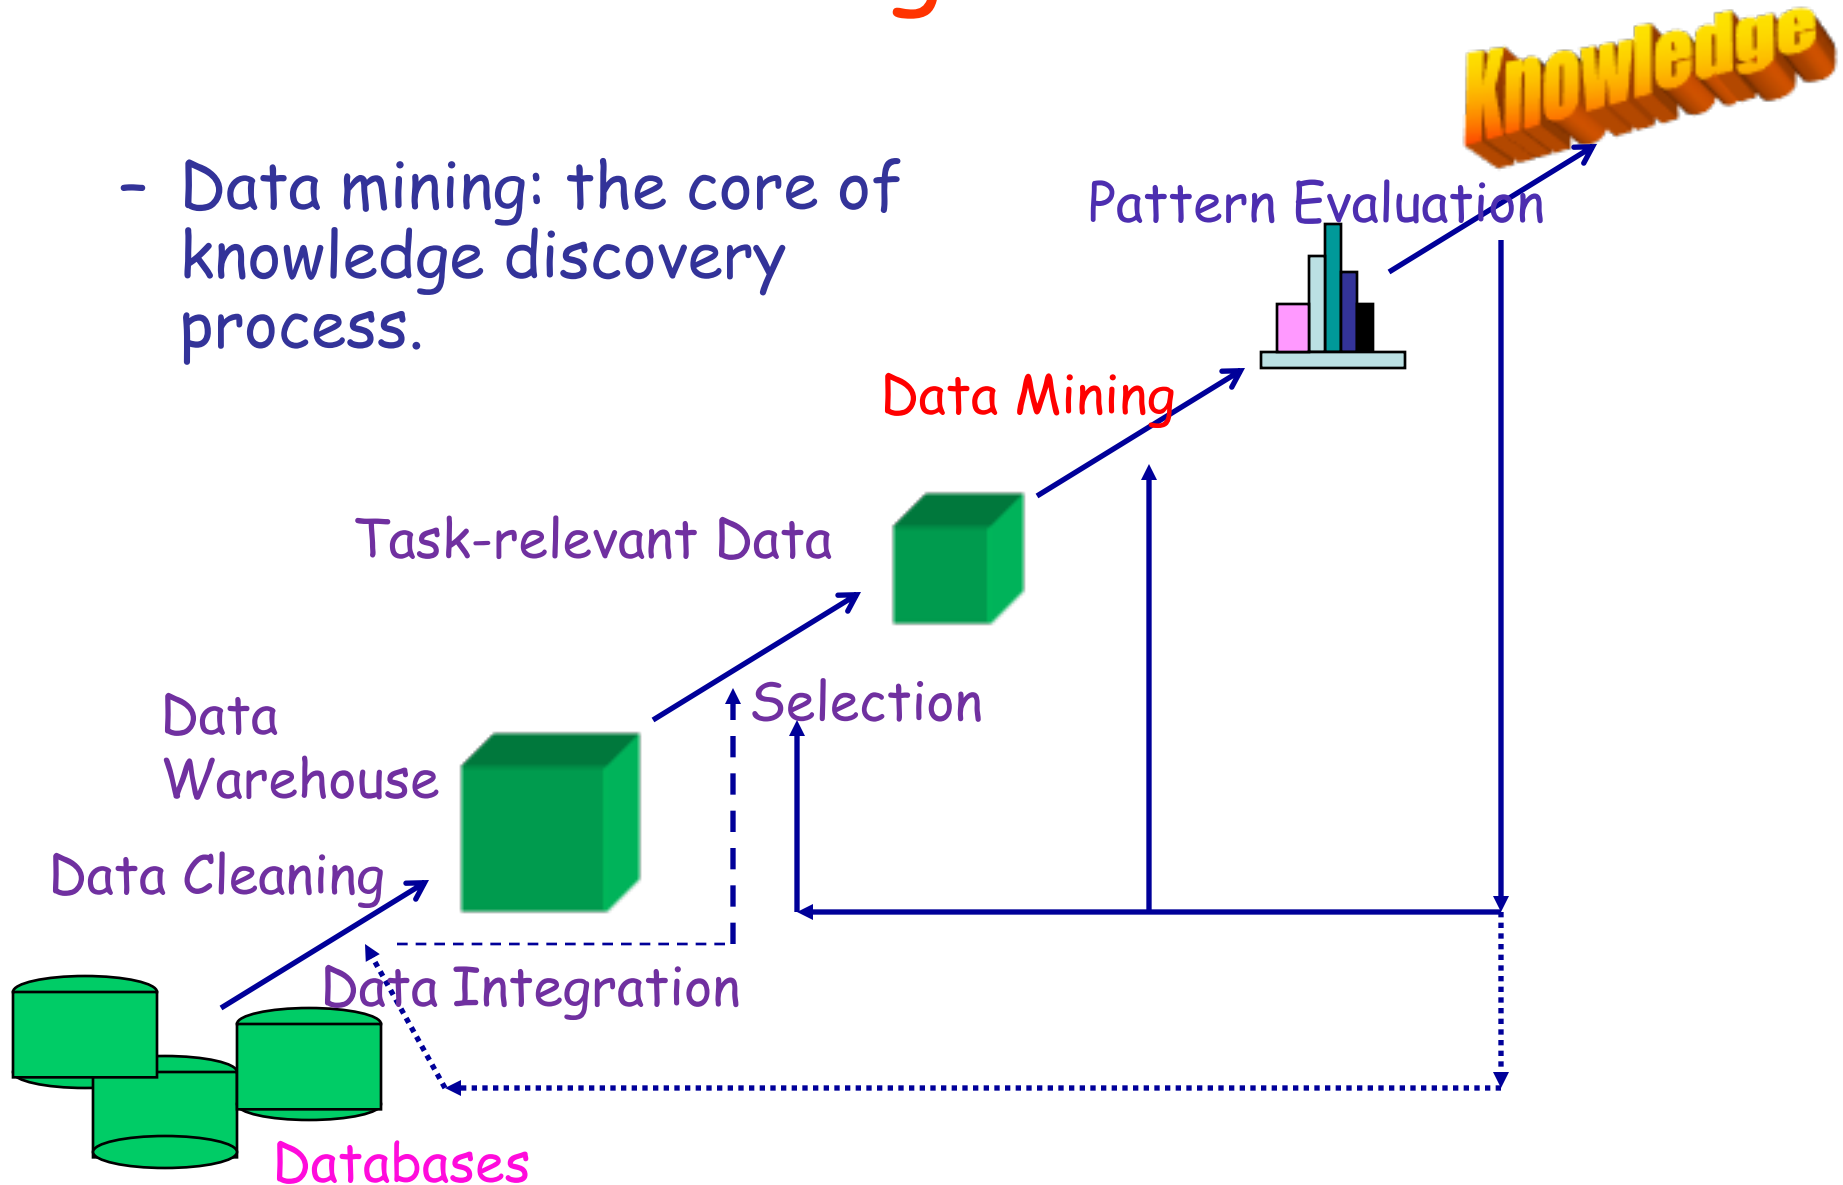 Knowledge
– Data mining: the core of
knowledge discovery
process.
Pattern Evaluation
Data Mining
Task-relevant Data
Selection
Data
Warehouse
Data Cleaning
Data Integration
Databases